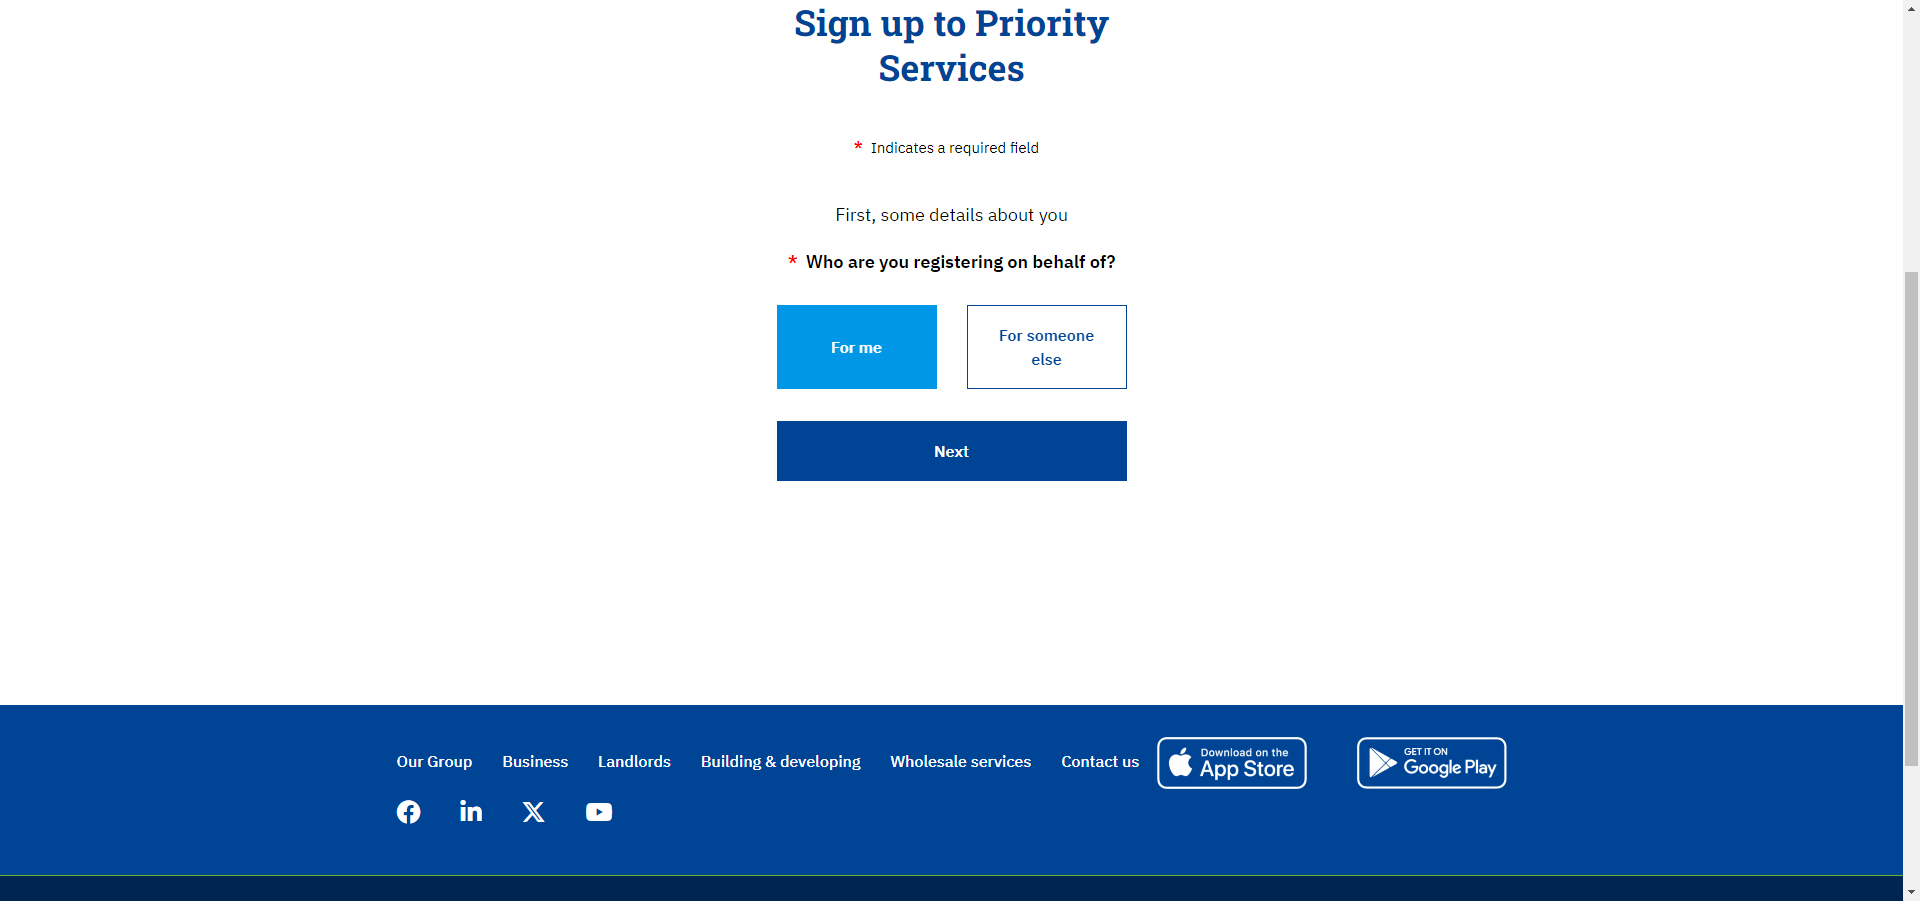 Sign up to Priority
Services
* Indicates a required field
First, some details about you
* Who are you registering on behalf of?
For me
For someone
else
Next
Our Group
Business
Landlords
Building & developing
Wholesale services
Contact us
Download on the
App Store
GET IT ON
Google Play